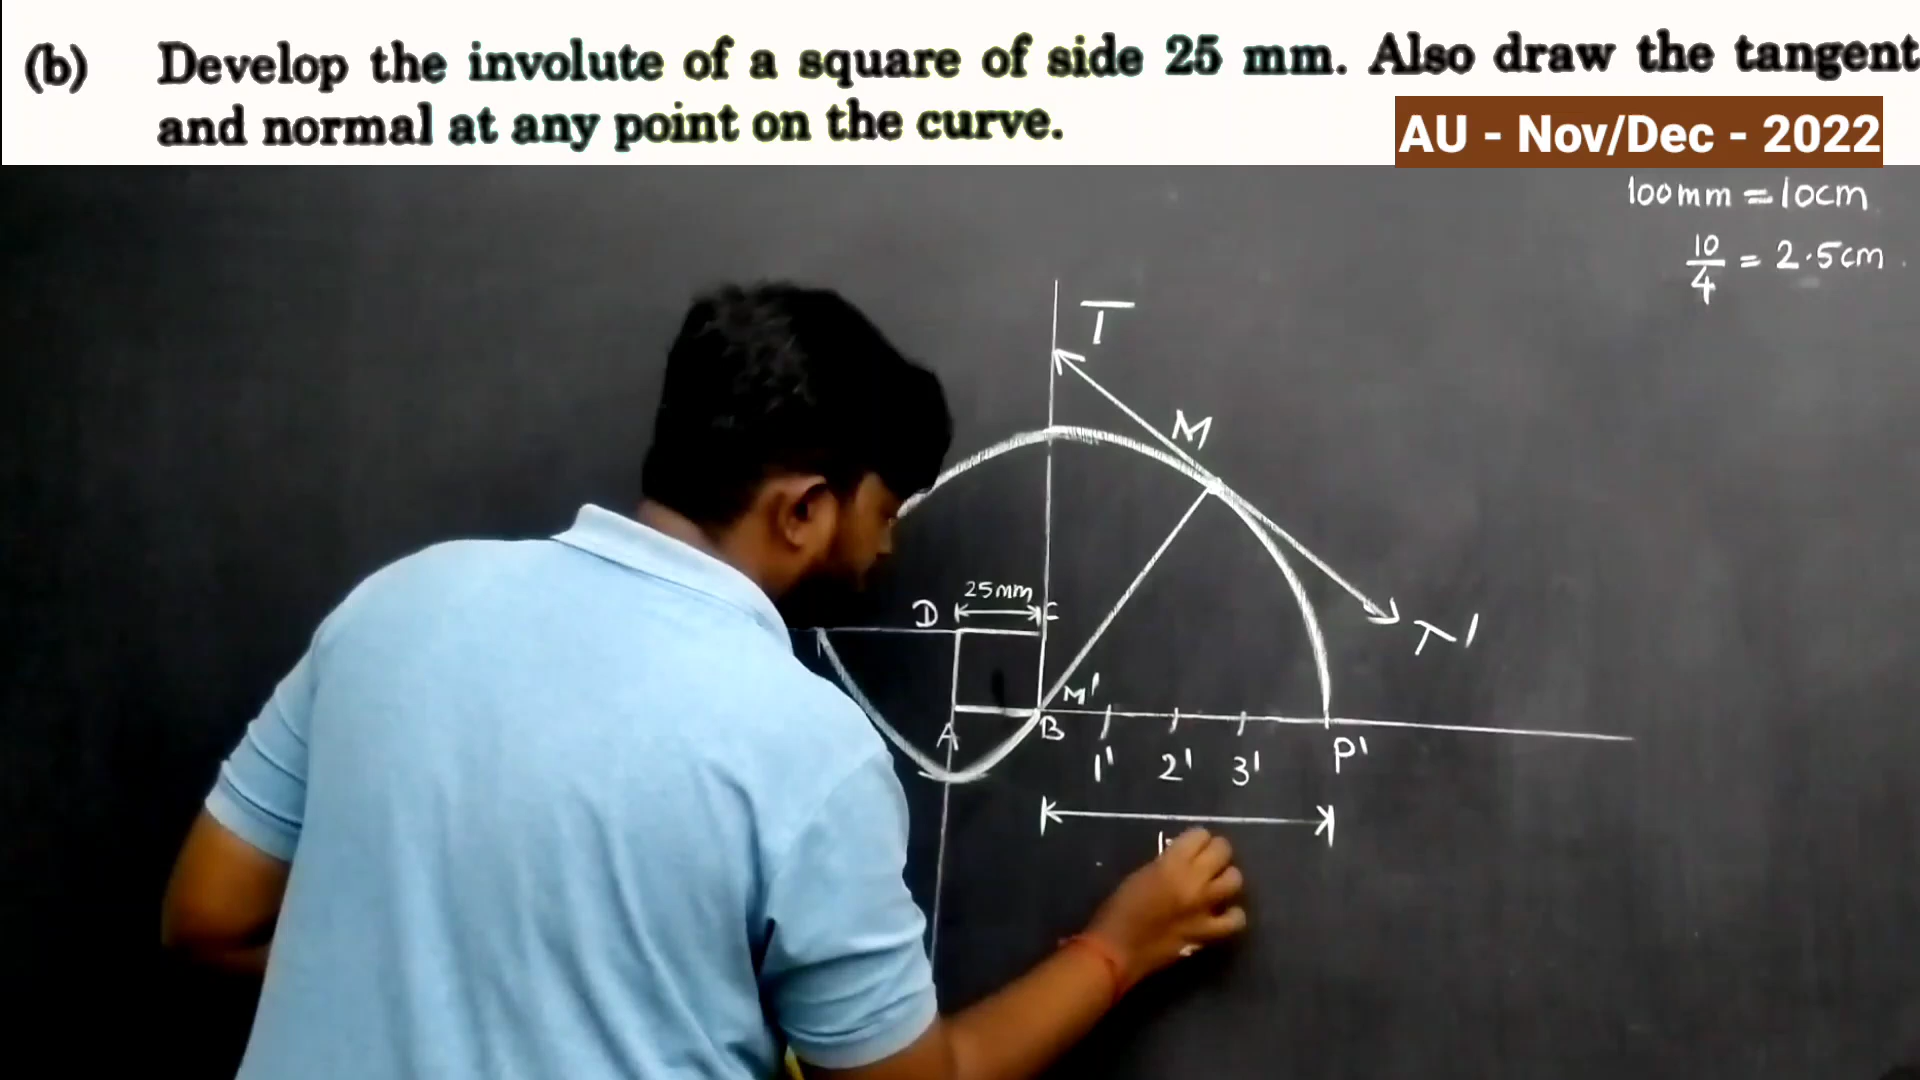 (b) Develop the involute of a square of side 25 mm. Also draw the tangent
and normal at any point on the curve.
AU - Nov/Dec - 2022
100mm = 10cm
10/4 = 2.5cm
T
M
25mm
D C
T'
M'
A B
1' 2' 3' P'